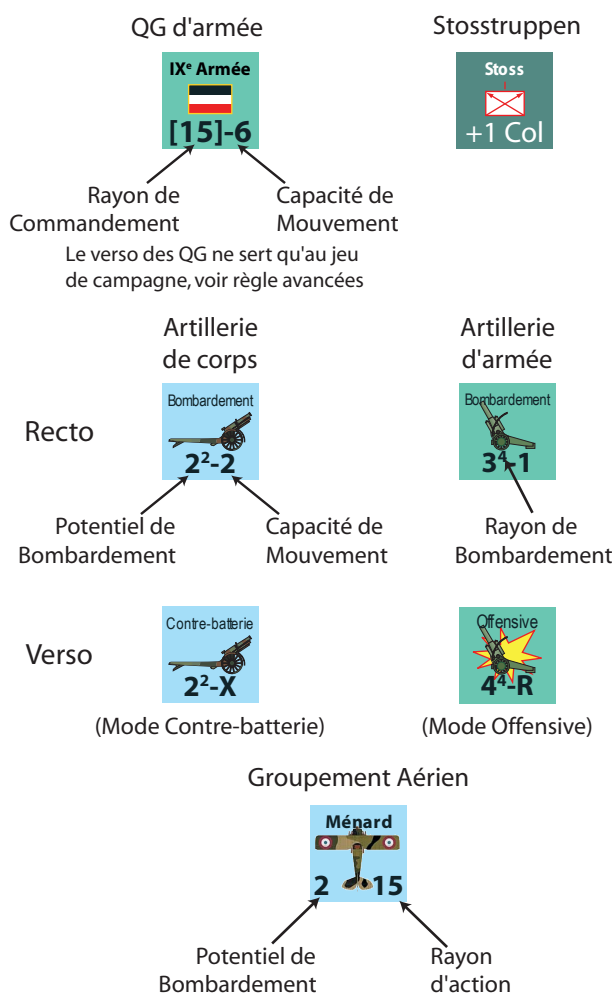 QG d'armée
Stosstruppen
IXe Armée
[15]-6
Stoss
+1 Col
Rayon de
Commandement
Capacité de
Mouvement
Le verso des QG ne sert qu'au jeu
de campagne, voir règle avancées
Artillerie
de corps
Artillerie
d'armée
Recto
Bombardement
2²-2
Bombardement
3⁴-1
Potentiel de
Bombardement
Capacité de
Mouvement
Rayon de
Bombardement
Verso
Contre-batterie
2²-X
Offensive
4⁴-R
(Mode Contre-batterie)
(Mode Offensive)
Groupement Aérien
Ménard
2 15
Potentiel de
Bombardement
Rayon
d'action